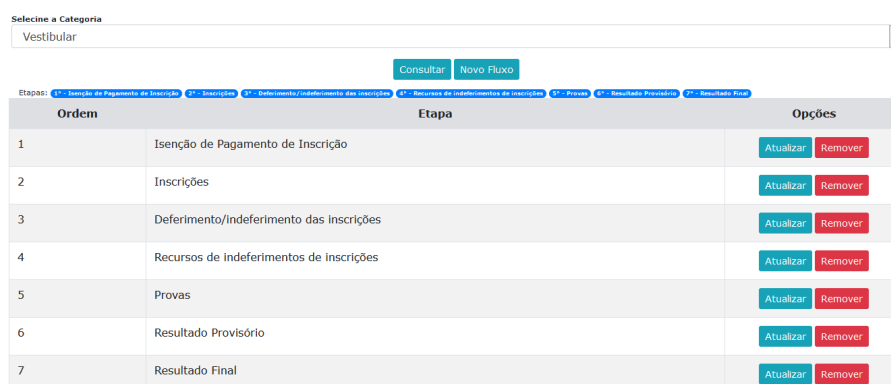 Selecine a Categoria
Vestibular
Consultar Novo Fluxo
Etapas: 1º - Isenção de Pagamento de Inscrição 2º - Inscrições 3º - Deferimento/indeferimento das inscrições 4º - Recursos de indeferimentos de inscrições 5º - Provas 6º - Resultado Provisório 7º - Resultado Final
Ordem Etapa Opções
1 Isenção de Pagamento de Inscrição Atualizar Remover
2 Inscrições Atualizar Remover
3 Deferimento/indeferimento das inscrições Atualizar Remover
4 Recursos de indeferimentos de inscrições Atualizar Remover
5 Provas Atualizar Remover
6 Resultado Provisório Atualizar Remover
7 Resultado Final Atualizar Remover